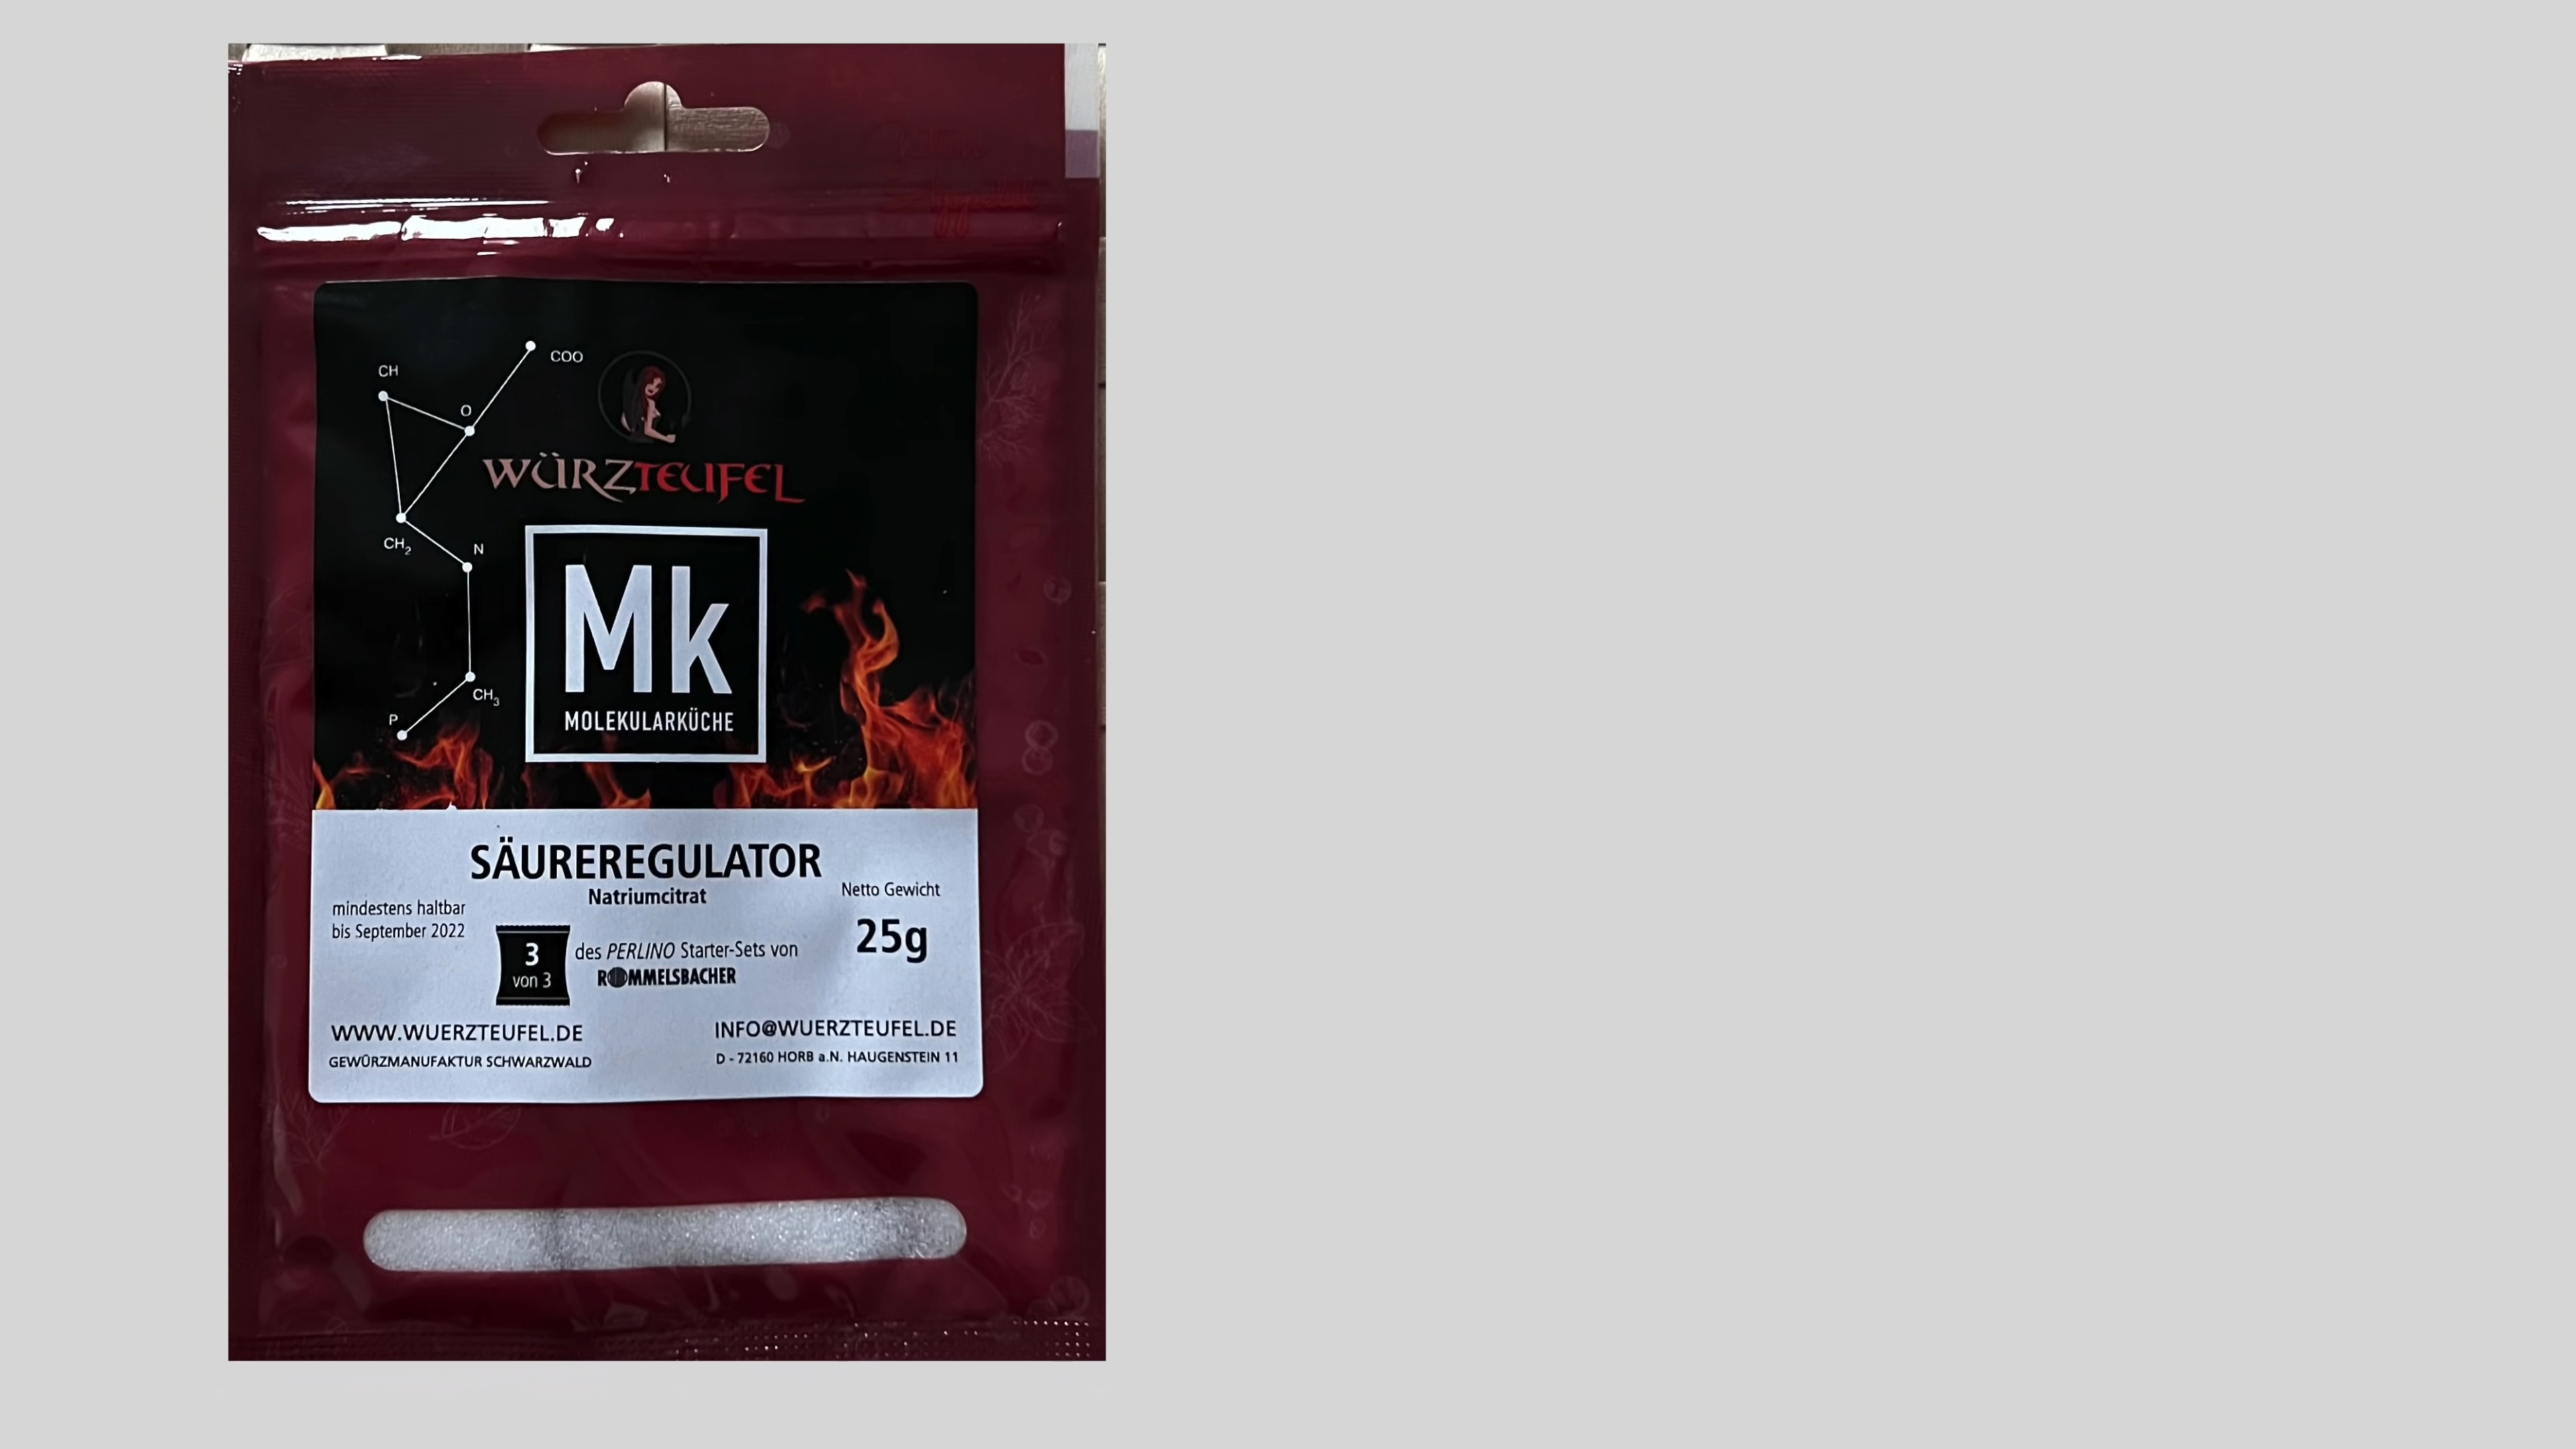 COO
CH
O
WÜRZTEUFEL
CH2
N
Mk
MOLEKULARKÜCHE
CH3
P
SÄUREREGULATOR
Natriumcitrat
Netto Gewicht
25g
mindestens haltbar
bis September 2022
3
von 3
des PERLINO Starter-Sets von
ROMMELSBACHER
WWW.WUERZTEUFEL.DE
GEWÜRZMANUFAKTUR SCHWARZWALD
INFO@WUERZTEUFEL.DE
D - 72160 HORB a.N. HAUGENSTEIN 11